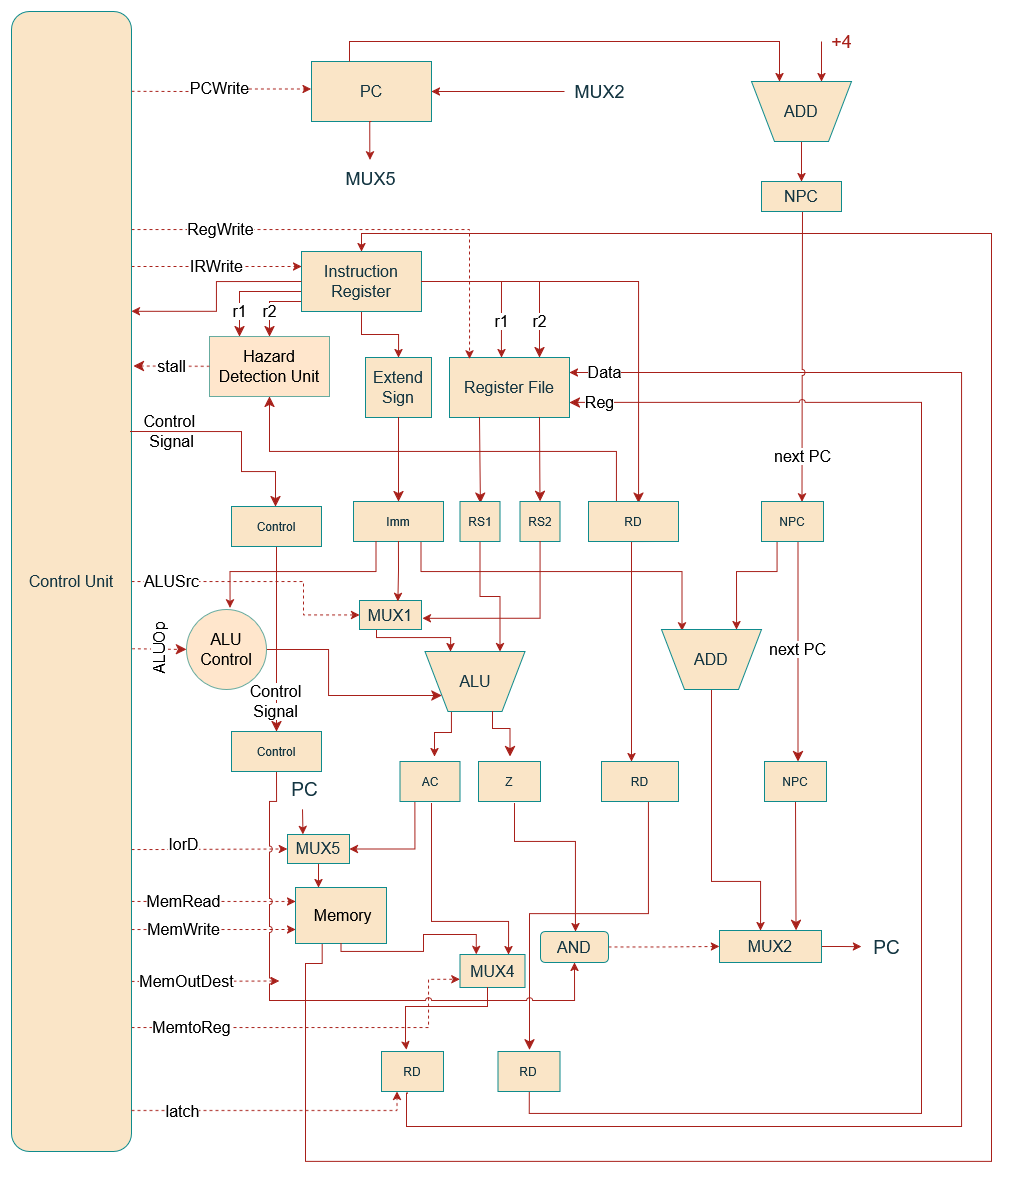 +4
PCWrite
PC
MUX2
ADD
MUX5
NPC
RegWrite
IRWrite
Instruction
Register
r1
r2
r1
r2
Hazard
Detection Unit
stall
Extend
Sign
Register File
Data
Reg
Control
Signal
next PC
Control
Imm
RS1
RS2
RD
NPC
Control Unit
ALUSrc
MUX1
ALUOp
ALU
Control
ALU
ADD
next PC
Control
Signal
Control
AC
Z
RD
NPC
PC
IorD
MUX5
MemRead
Memory
MemWrite
AND
MUX2
PC
MUX4
MemOutDest
MemtoReg
RD
RD
latch